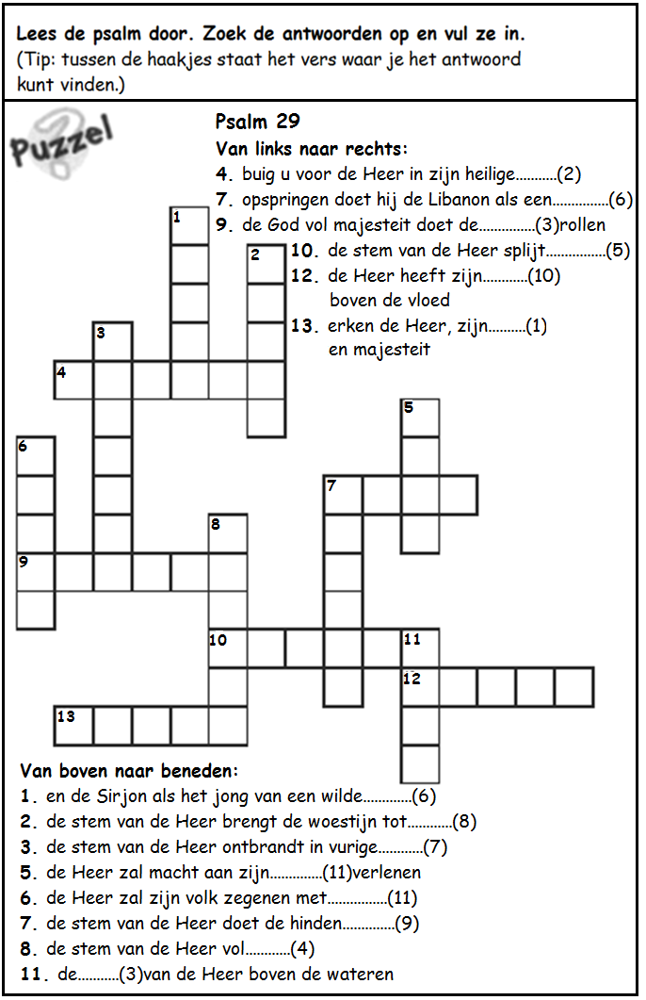 Lees de psalm door. Zoek de antwoorden op en vul ze in.
(Tip: tussen de haakjes staat het vers waar je het antwoord
kunt vinden.)
Puzzel
Psalm 29
Van links naar rechts:
4. buig u voor de Heer in zijn heilige...........(2)
7. opspringen doet hij de Libanon als een...............(6)
9. de God vol majesteit doet de...............(3)rollen
10. de stem van de Heer splijt................(5)
12. de Heer heeft zijn............(10)
boven de vloed
13. erken de Heer, zijn..........(1)
en majesteit
1
2
3
4
5
6
7
8
9
10
11
12
13
Van boven naar beneden:
1. en de Sirjon als het jong van een wilde.............(6)
2. de stem van de Heer brengt de woestijn tot............(8)
3. de stem van de Heer ontbrandt in vurige............(7)
5. de Heer zal macht aan zijn..............(11)verlenen
6. de Heer zal zijn volk zegenen met................(11)
7. de stem van de Heer doet de hinden..............(9)
8. de stem van de Heer vol............(4)
11. de...........(3)van de Heer boven de wateren